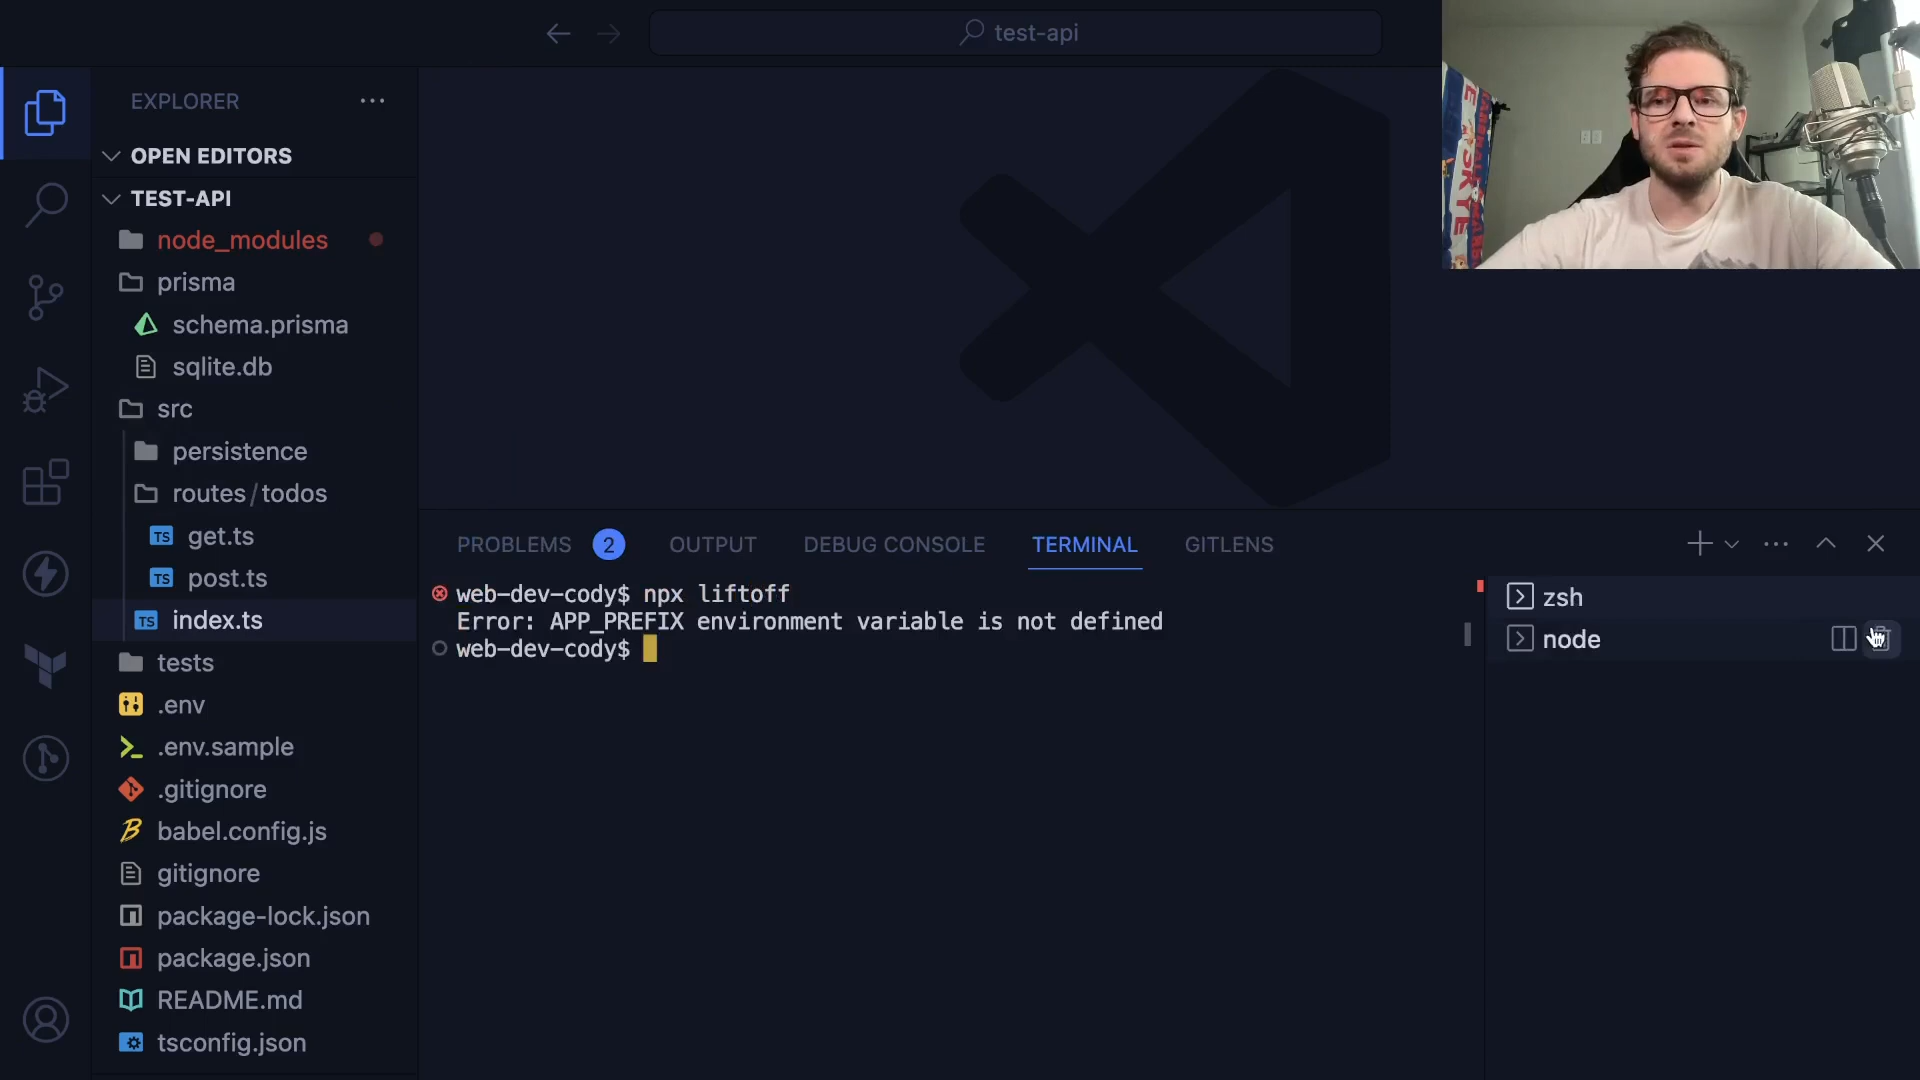 test-api
EXPLORER
OPEN EDITORS
TEST-API
node_modules
prisma
schema.prisma
sqlite.db
src
persistence
routes/todos
TS get.ts
TS post.ts
TS index.ts
tests
.env
.env.sample
.gitignore
babel.config.js
gitignore
package-lock.json
package.json
README.md
tsconfig.json
PROBLEMS 2 OUTPUT DEBUG CONSOLE TERMINAL GITLENS
web-dev-cody$ npx liftoff
Error: APP_PREFIX environment variable is not defined
web-dev-cody$
zsh
node